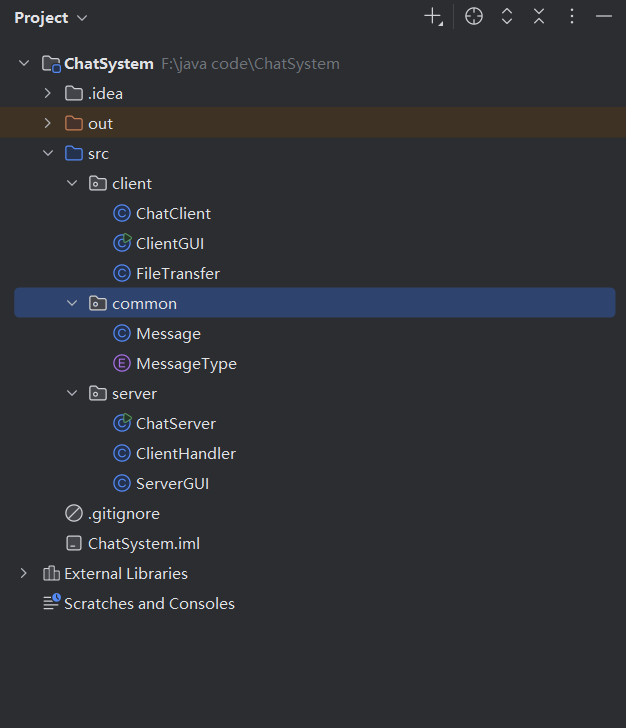 Project
ChatSystem F:\java code\ChatSystem
.idea
out
src
client
ChatClient
ClientGUI
FileTransfer
common
Message
MessageType
server
ChatServer
ClientHandler
ServerGUI
.gitignore
ChatSystem.iml
External Libraries
Scratches and Consoles